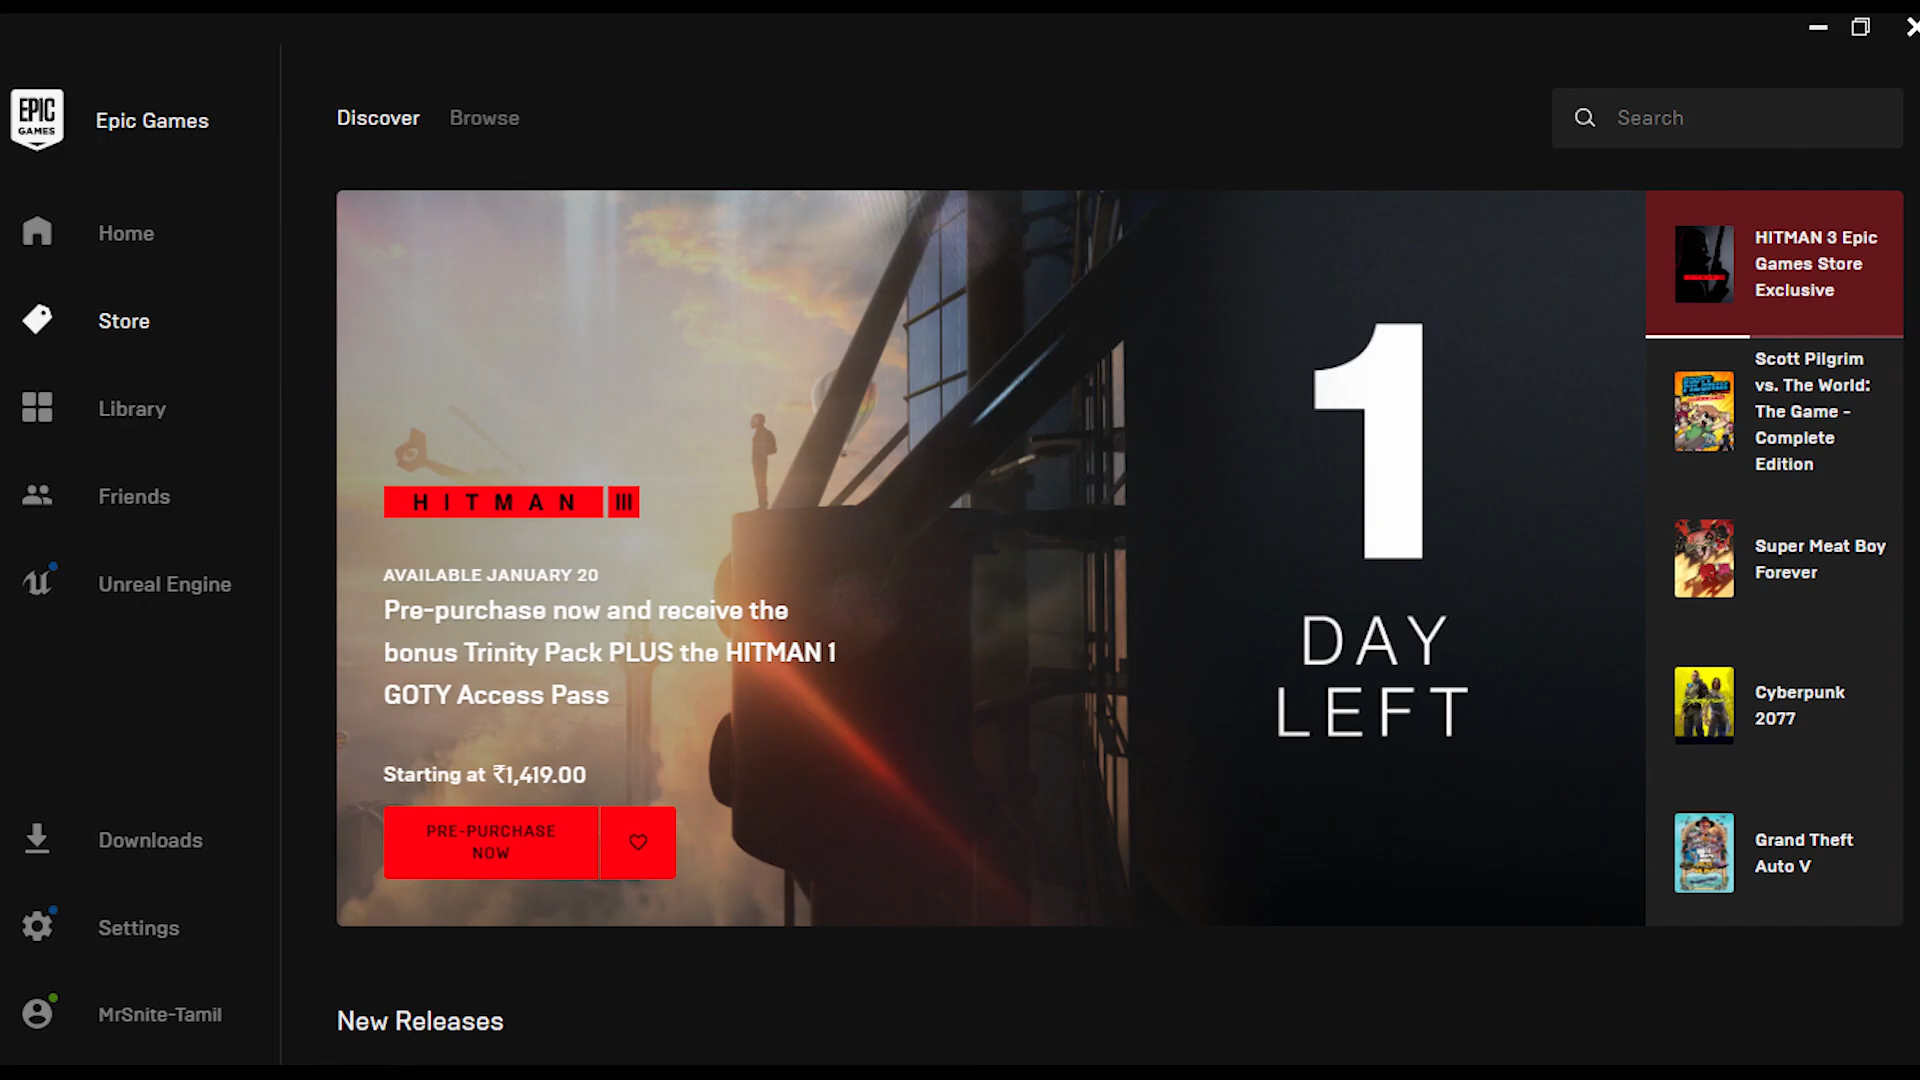 EPIC
GAMES
Epic Games
Home
Store
Library
Friends
Unreal Engine
Downloads
Settings
MrSnite-Tamil
Discover
Browse
Search
HITMAN III
AVAILABLE JANUARY 20
Pre-purchase now and receive the
bonus Trinity Pack PLUS the HITMAN 1
GOTY Access Pass
Starting at ₹1,419.00
PRE-PURCHASE
NOW
1
DAY
LEFT
HITMAN 3 Epic
Games Store
Exclusive
Scott Pilgrim
vs. The World:
The Game -
Complete
Edition
Super Meat Boy
Forever
Cyberpunk
2077
Grand Theft
Auto V
New Releases